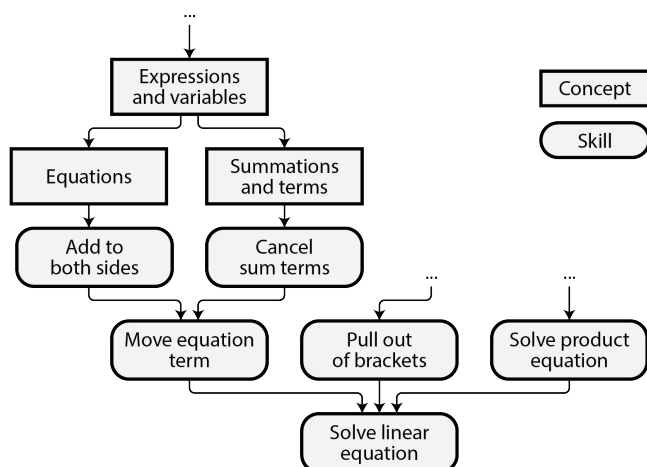 ...
Expressions
and variables
Concept
Skill
Equations
Summations
and terms
Add to
both sides
Cancel
sum terms
...
...
Move equation
term
Pull out
of brackets
Solve product
equation
Solve linear
equation